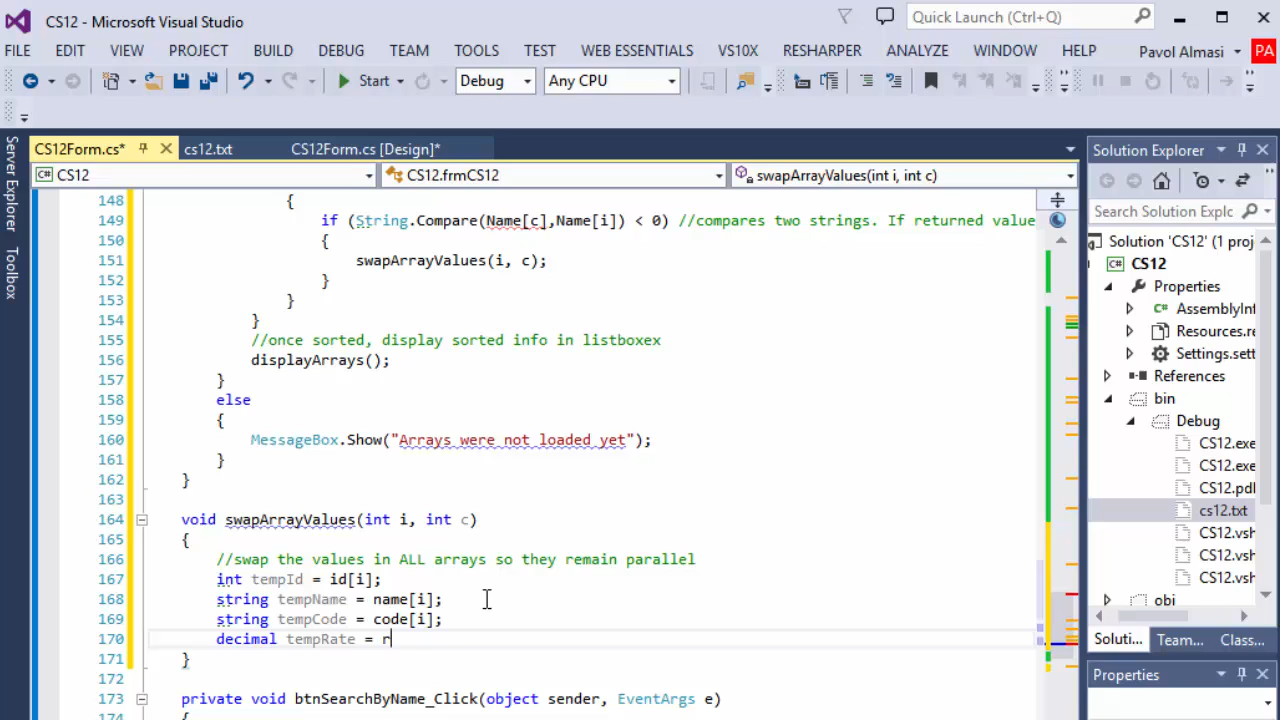 CS12 - Microsoft Visual Studio
Quick Launch (Ctrl+Q)
FILE EDIT VIEW PROJECT BUILD DEBUG TEAM TOOLS TEST WEB ESSENTIALS VS10X RESHARPER ANALYZE WINDOW HELP Pavol Almasi PA
Start Debug Any CPU
CS12Form.cs* cs12.txt CS12Form.cs [Design]*
CS12 CS12.frmCS12 swapArrayValues(int i, int c)
Server Explorer
Toolbox
148 {
149 if (String.Compare(Name[c],Name[i]) < 0) //compares two strings. If returned value
150 {
151 swapArrayValues(i, c);
152 }
153 }
154 }
155 //once sorted, display sorted info in listboxex
156 displayArrays();
157 }
158 else
159 {
160 MessageBox.Show("Arrays were not loaded yet");
161 }
162 }
163
164 void swapArrayValues(int i, int c)
165 {
166 //swap the values in ALL arrays so they remain parallel
167 int tempId = id[i];
168 string tempName = name[i];
169 string tempCode = code[i];
170 decimal tempRate = r
171 }
172
173 private void btnSearchByName_Click(object sender, EventArgs e)
174 {
Solution Explorer
Search Solution Explc
Solution 'CS12' (1 proj
CS12
Properties
AssemblyInf
Resources.re
Settings.sett
References
bin
Debug
CS12.exe
CS12.exe
CS12.pdl
cs12.txt
CS12.vsh
CS12.vsh
CS12.vsh
obj
Soluti... Team... Class...
Properties